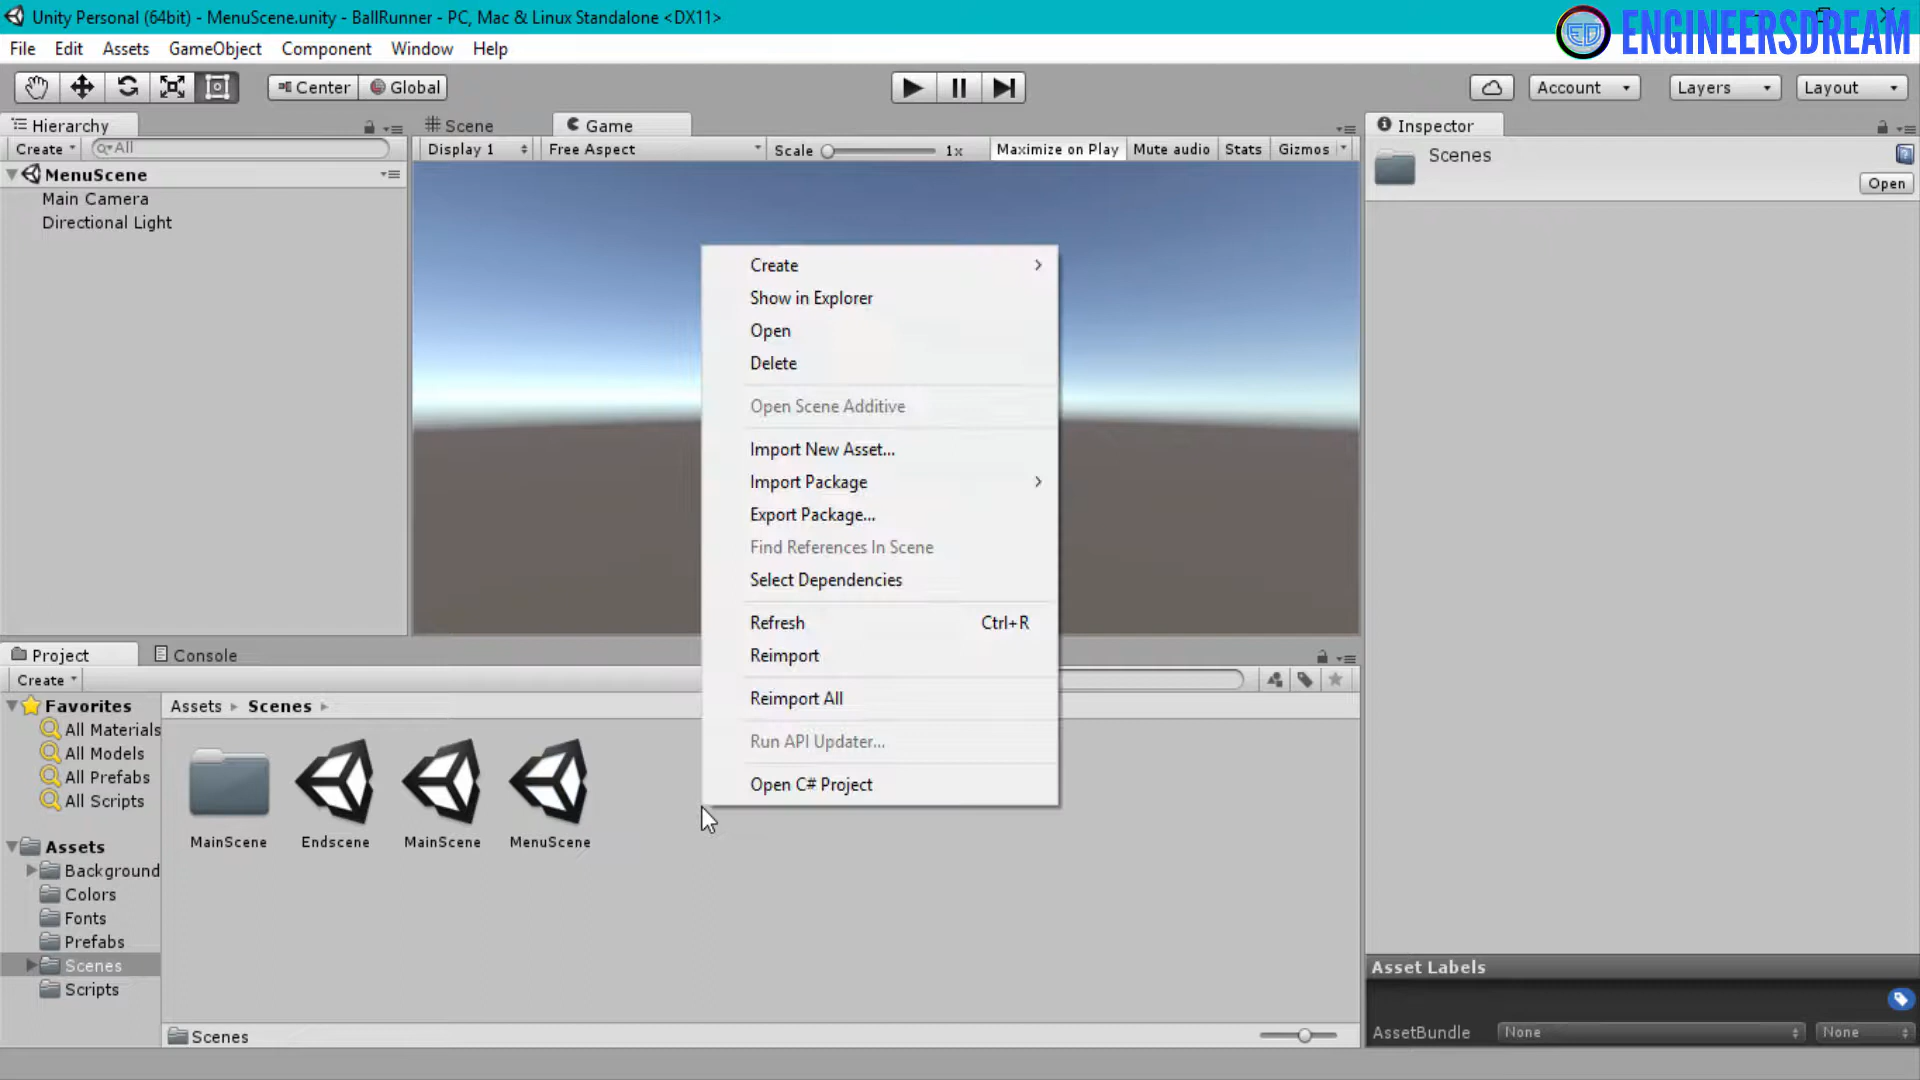 Unity Personal (64bit) - MenuScene.unity - BallRunner - PC, Mac & Linux Standalone <DX11>
ED ENGINEERSDREAM
File Edit Assets GameObject Component Window Help
Center Global Account Layers Layout
Hierarchy
Create All
MenuScene
Main Camera
Directional Light
Scene Game
Display 1 Free Aspect Scale 1x Maximize on Play Mute audio Stats Gizmos
Inspector
Scenes
Open
Create
Show in Explorer
Open
Delete
Open Scene Additive
Import New Asset...
Import Package
Export Package...
Find References In Scene
Select Dependencies
Refresh Ctrl+R
Reimport
Reimport All
Run API Updater...
Open C# Project
Project Console
Create
Favorites
All Materials
All Models
All Prefabs
All Scripts
Assets
Background
Colors
Fonts
Prefabs
Scenes
Scripts
Assets Scenes
MainScene Endscene MainScene MenuScene
Scenes
Asset Labels
AssetBundle None None